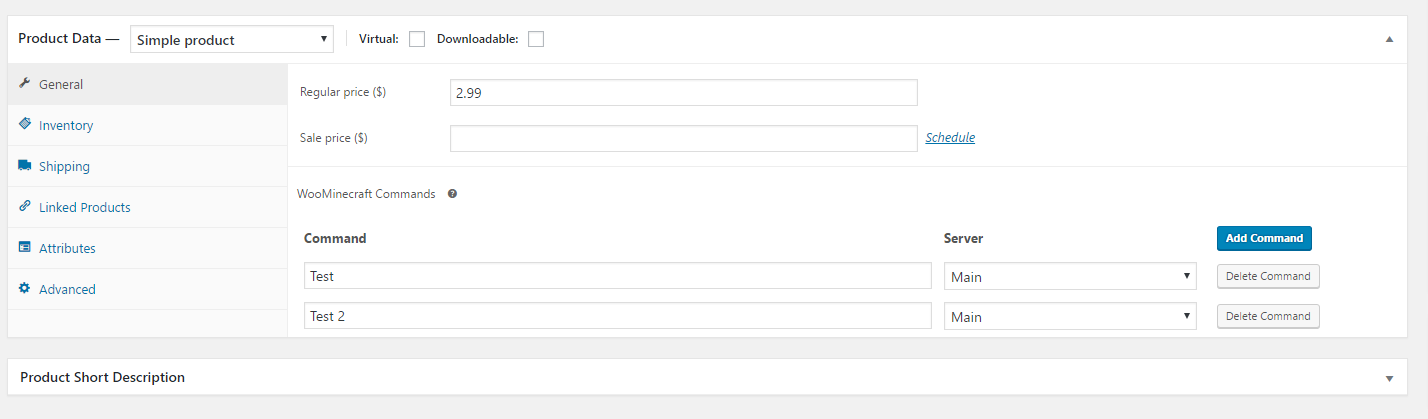 Product Data — Simple product Virtual: Downloadable:
General
Inventory
Shipping
Linked Products
Attributes
Advanced
Regular price ($) 2.99
Sale price ($) Schedule
WooMinecraft Commands
Command Server Add Command
Test Main Delete Command
Test 2 Main Delete Command
Product Short Description